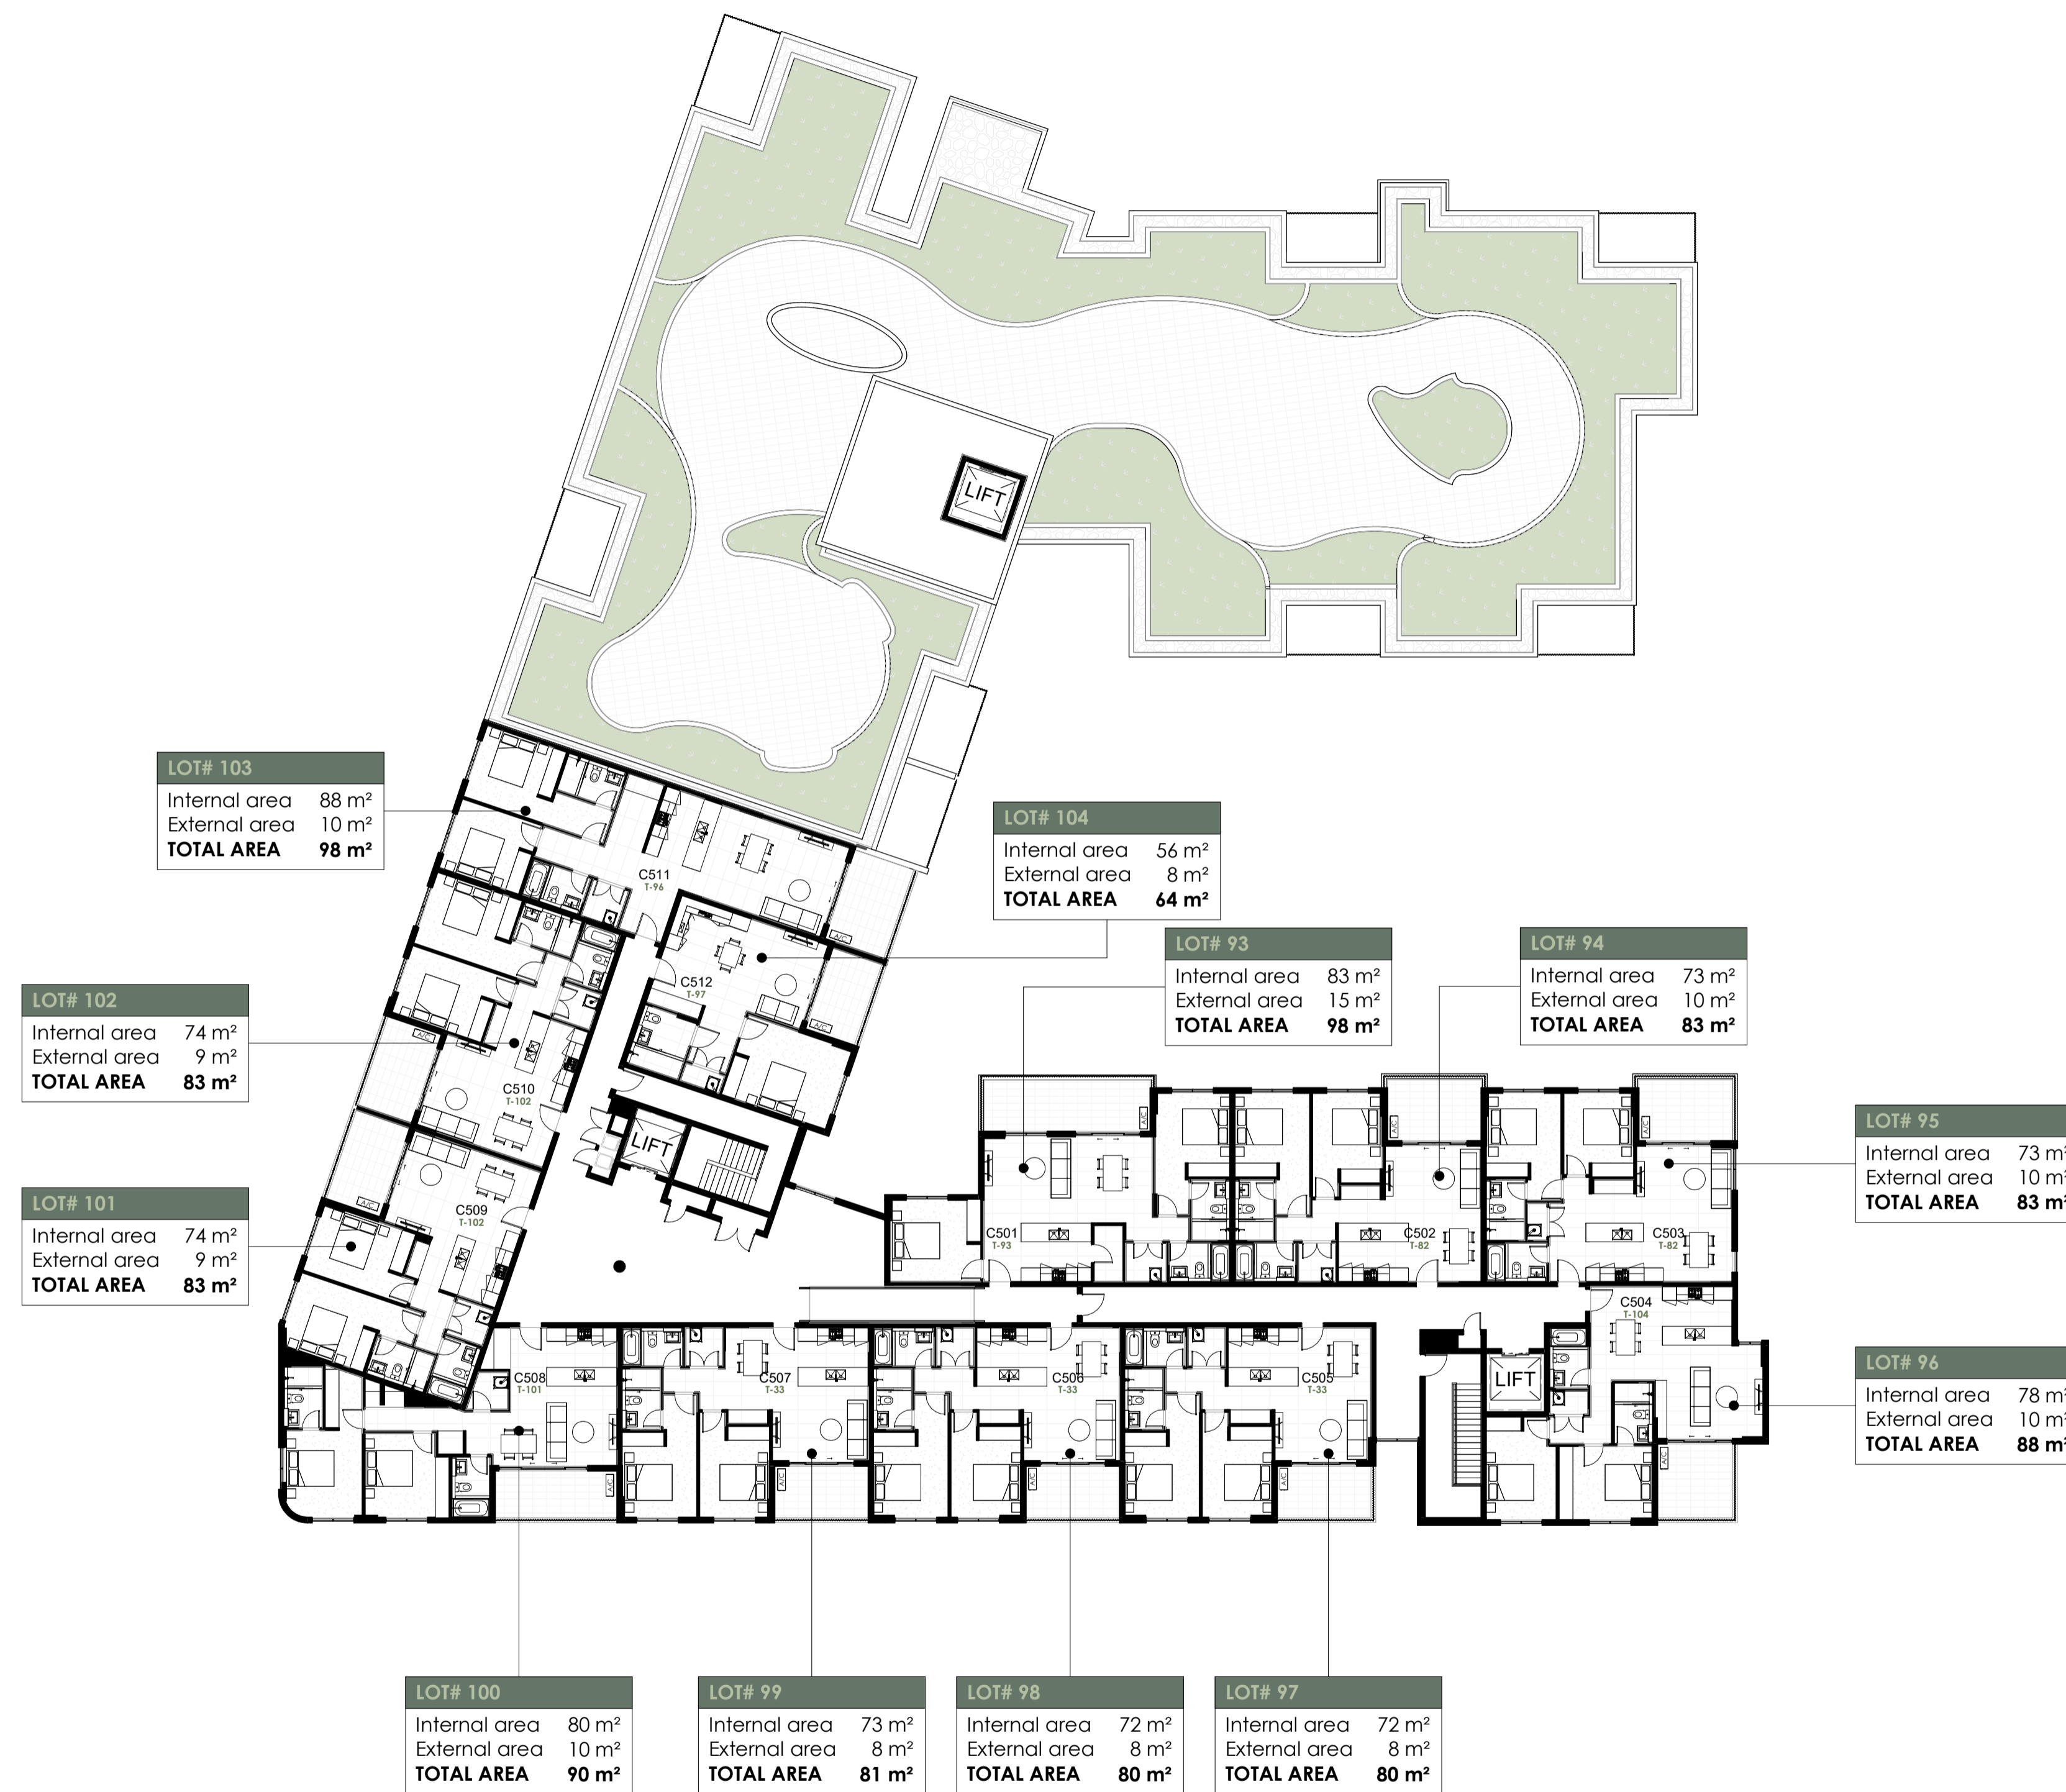 LIFT
LOT# 103
Internal area 88 m²
External area 10 m²
TOTAL AREA 98 m²
LOT# 104
Internal area 56 m²
External area 8 m²
TOTAL AREA 64 m²
C511
T-96
A/C
C512
T-97
A/C
LOT# 93
Internal area 83 m²
External area 15 m²
TOTAL AREA 98 m²
LOT# 94
Internal area 73 m²
External area 10 m²
TOTAL AREA 83 m²
LOT# 102
Internal area 74 m²
External area 9 m²
TOTAL AREA 83 m²
A/C
C510
T-102
LIFT
A/C
A/C
A/C
LOT# 95
Internal area 73 m²
External area 10 m²
TOTAL AREA 83 m²
LOT# 101
Internal area 74 m²
External area 9 m²
TOTAL AREA 83 m²
A/C
C509
T-102
C501
T-93
C502
T-82
C503
T-82
C504
T-104
LOT# 96
Internal area 78 m²
External area 10 m²
TOTAL AREA 88 m²
C508
T-101
C507
T-33
C506
T-33
C505
T-33
LIFT
A/C
A/C
A/C
A/C
A/C
LOT# 100
Internal area 80 m²
External area 10 m²
TOTAL AREA 90 m²
LOT# 99
Internal area 73 m²
External area 8 m²
TOTAL AREA 81 m²
LOT# 98
Internal area 72 m²
External area 8 m²
TOTAL AREA 80 m²
LOT# 97
Internal area 72 m²
External area 8 m²
TOTAL AREA 80 m²